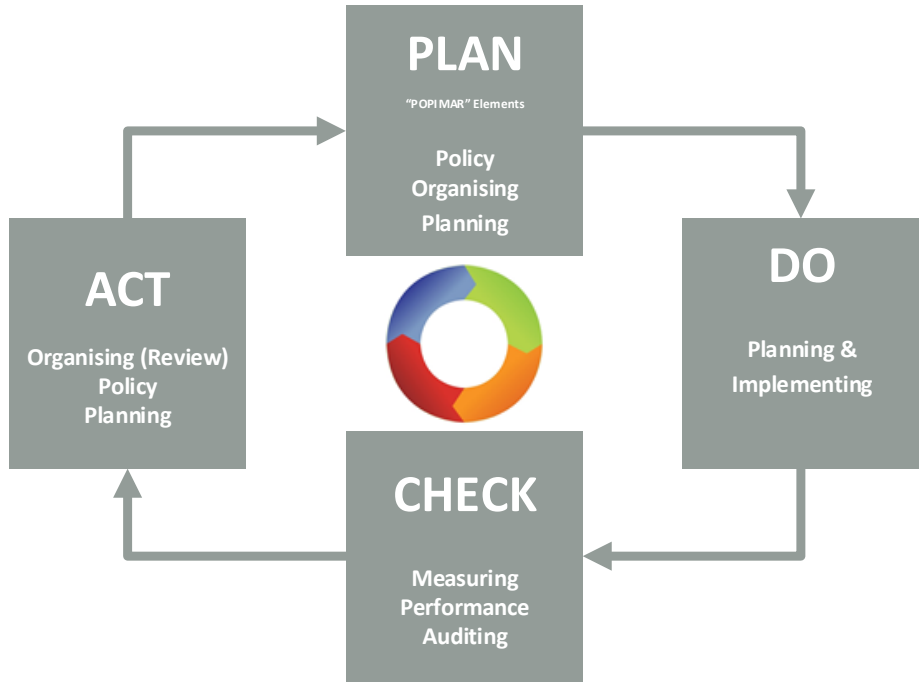 PLAN
“POPIMAR” Elements
Policy
Organising
Planning
DO
Planning &
Implementing
CHECK
Measuring
Performance
Auditing
ACT
Organising (Review)
Policy
Planning